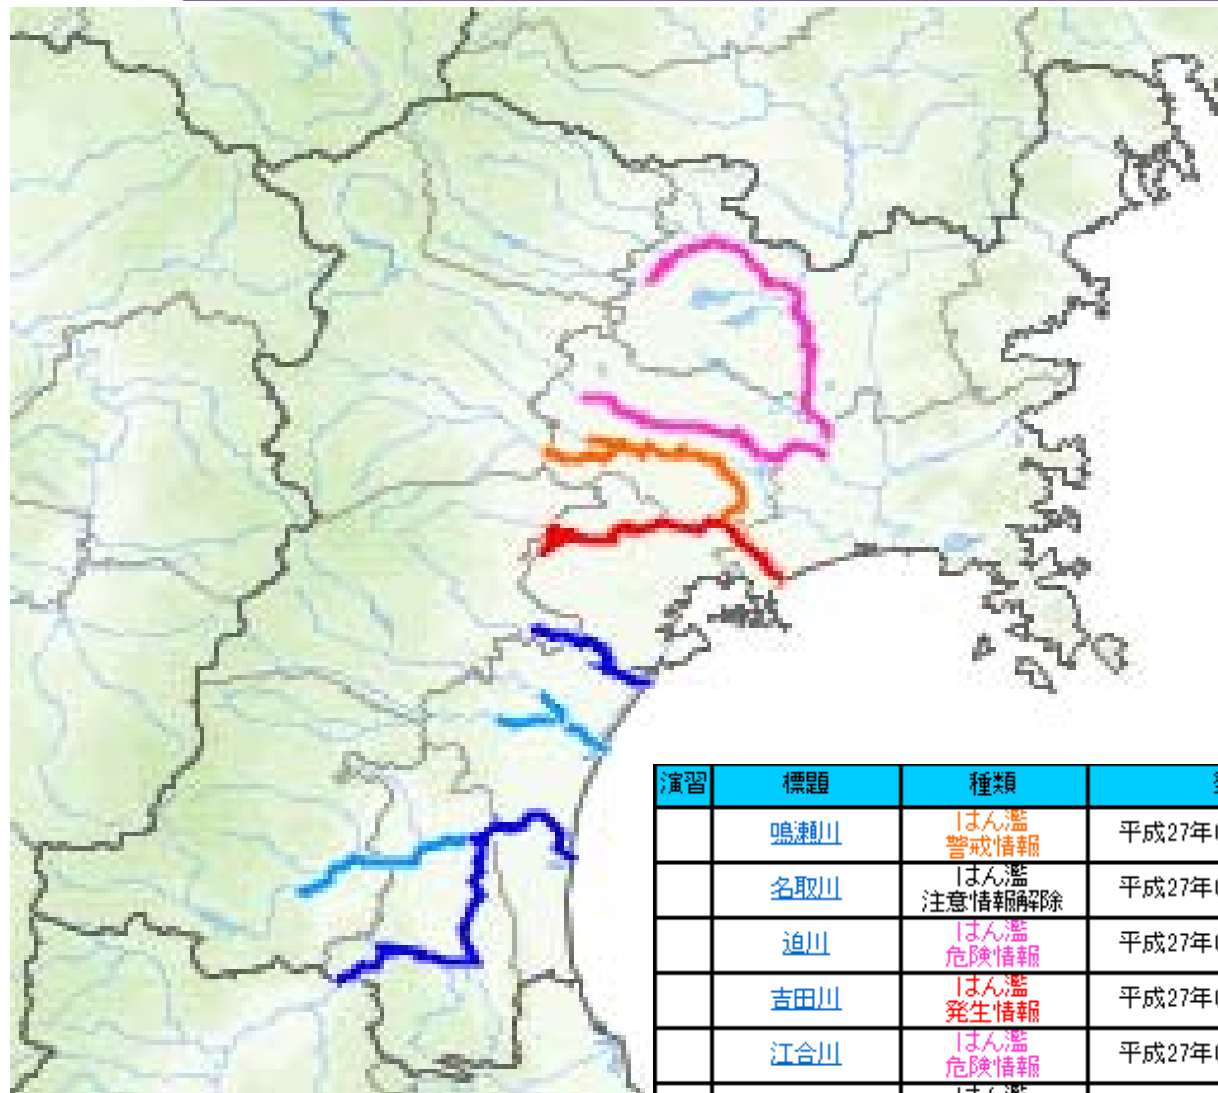 演習 標題 種類
鳴瀬川 はん濫 平成27年
警戒情報
名取川 はん濫 平成27年
注意情報解除
迫川 はん濫 平成27年
危険情報
吉田川 はん濫 平成27年
発生情報
江合川 はん濫 平成27年
危険情報